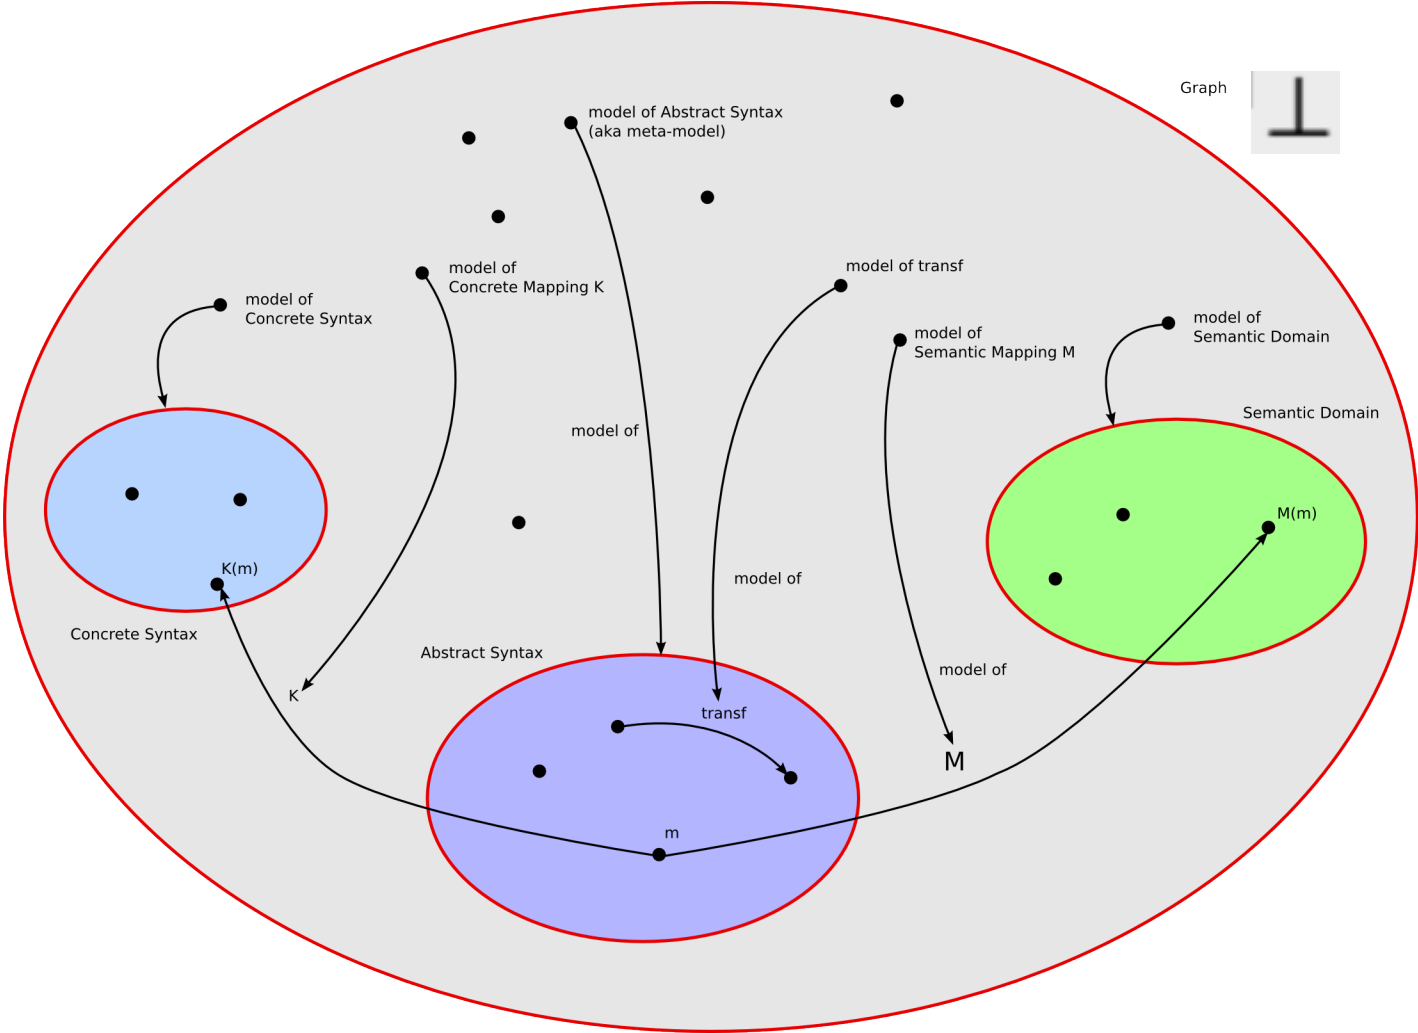 Graph
⊥
model of Abstract Syntax
(aka meta-model)
model of
Concrete Mapping K
model of transf
model of
Concrete Syntax
model of
Semantic Mapping M
model of
Semantic Domain
Semantic Domain
model of
M(m)
K(m)
model of
Concrete Syntax
Abstract Syntax
model of
K
transf
M
m